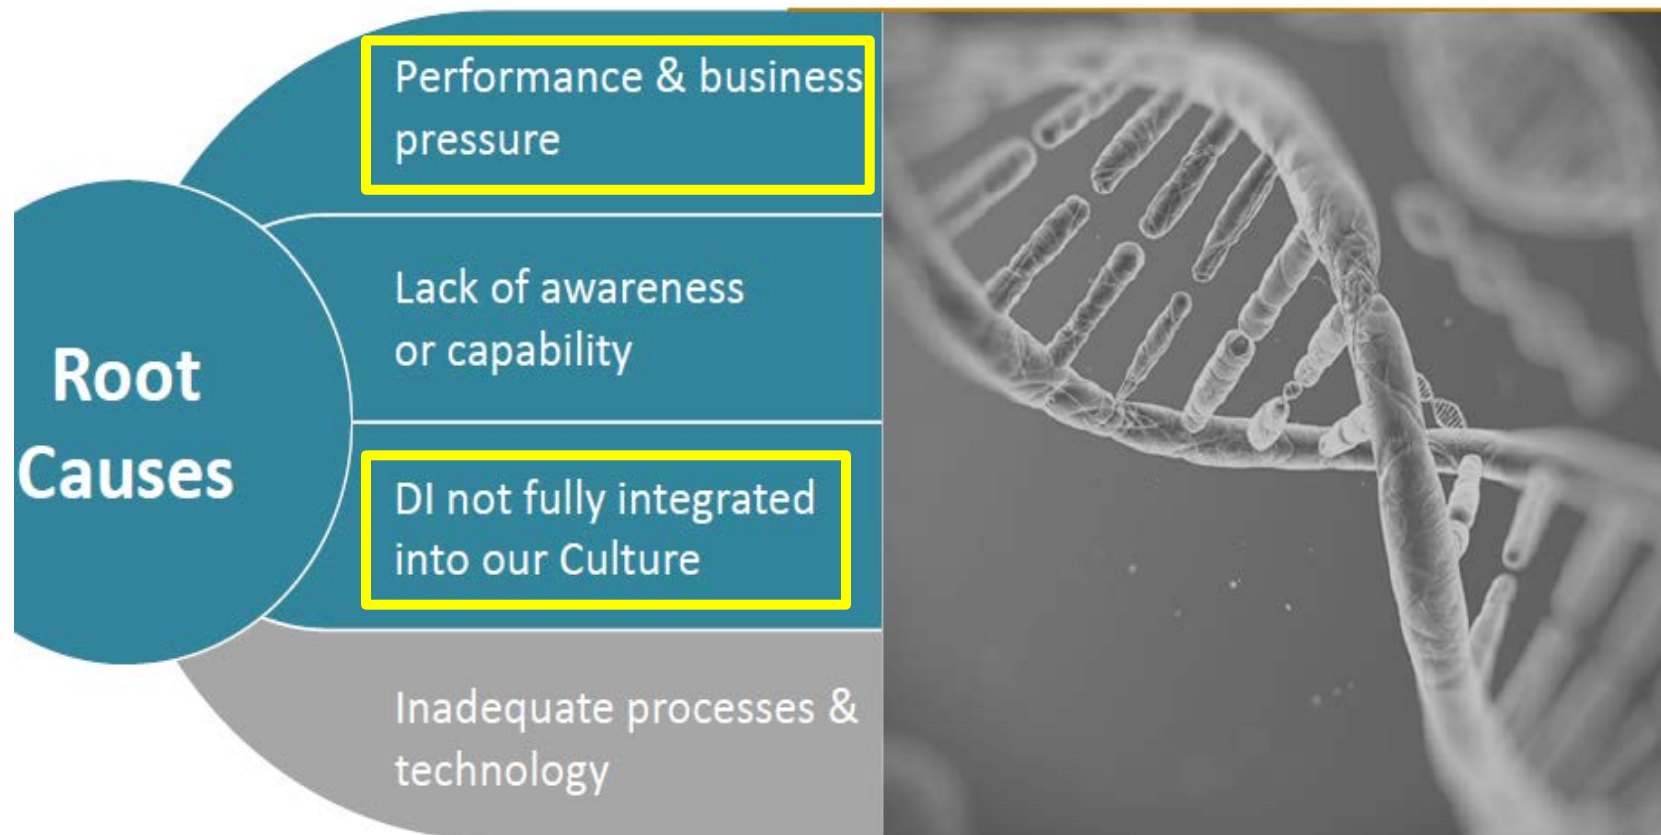 Root
Causes
Performance & business
pressure
Lack of awareness
or capability
DI not fully integrated
into our Culture
Inadequate processes &
technology